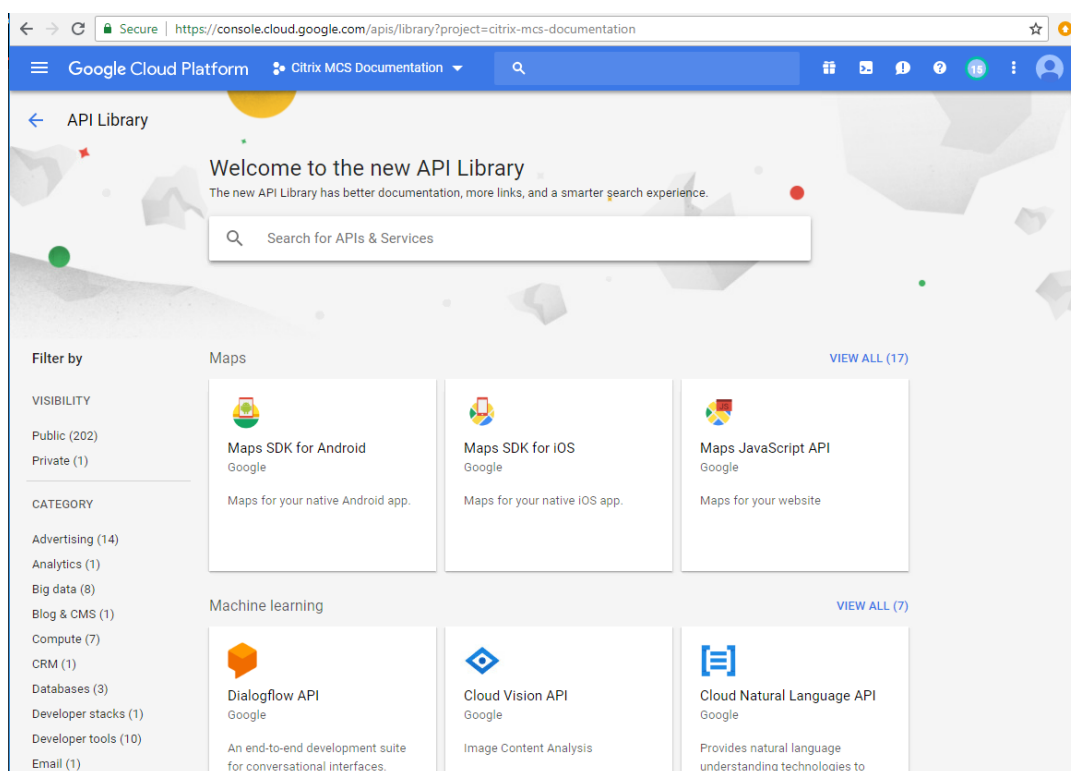 Secure | https://console.cloud.google.com/apis/library?project=citrix-mcs-documentation
Google Cloud Platform Citrix MCS Documentation 15
API Library
Welcome to the new API Library
The new API Library has better documentation, more links, and a smarter search experience.
Search for APIs & Services
Filter by
VISIBILITY
Public (202)
Private (1)
CATEGORY
Advertising (14)
Analytics (1)
Big data (8)
Blog & CMS (1)
Compute (7)
CRM (1)
Databases (3)
Developer stacks (1)
Developer tools (10)
Email (1)
Maps VIEW ALL (17)
Maps SDK for Android
Google
Maps for your native Android app.
Maps SDK for iOS
Google
Maps for your native iOS app.
JS
Maps JavaScript API
Google
Maps for your website
Machine learning VIEW ALL (7)
Dialogflow API
Google
An end-to-end development suite
for conversational interfaces.
Cloud Vision API
Google
Image Content Analysis
Cloud Natural Language API
Google
Provides natural language
understanding technologies to